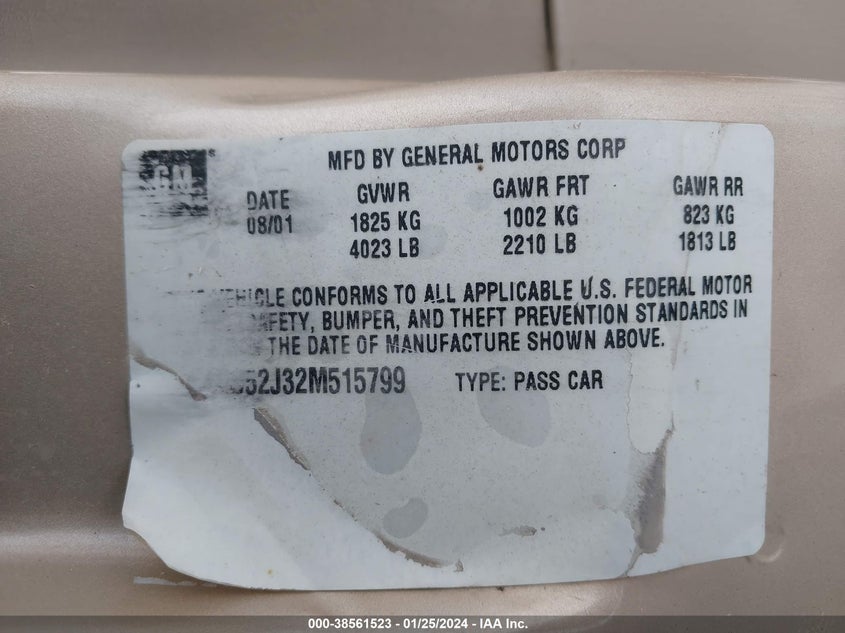 GM
MFD BY GENERAL MOTORS CORP
DATE GVWR GAWR FRT GAWR RR
08/01 1825 KG 1002 KG 823 KG
4023 LB 2210 LB 1813 LB
VEHICLE CONFORMS TO ALL APPLICABLE U.S. FEDERAL MOTOR
SAFETY, BUMPER, AND THEFT PREVENTION STANDARDS IN
THE DATE OF MANUFACTURE SHOWN ABOVE.
52J32M515799 TYPE: PASS CAR
000-38561523 — 01/25/2024 — IAA Inc.